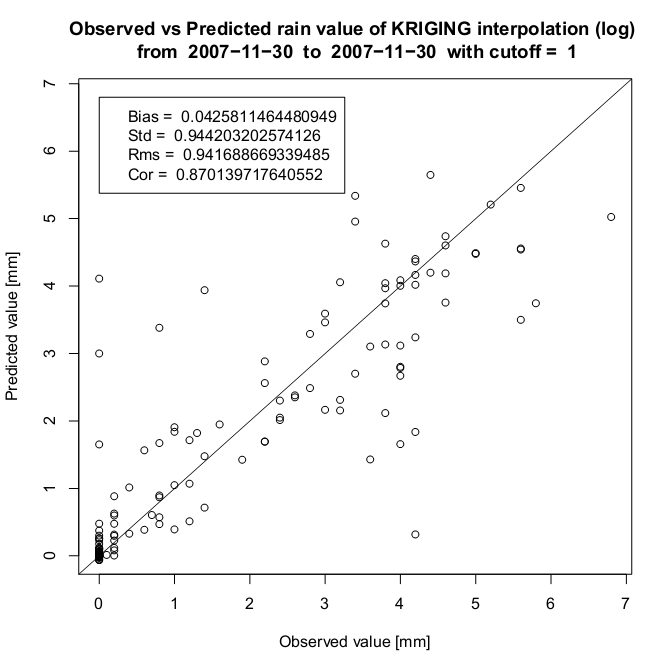 Observed vs Predicted rain value of KRIGING interpolation (log)
from 2007−11−30 to 2007−11−30 with cutoff = 1
Bias = 0.0425811464480949
Std = 0.944203202574126
Rms = 0.941688669339485
Cor = 0.870139717640552
Predicted value [mm]
7
6
5
4
3
2
1
0
0 1 2 3 4 5 6 7
Observed value [mm]